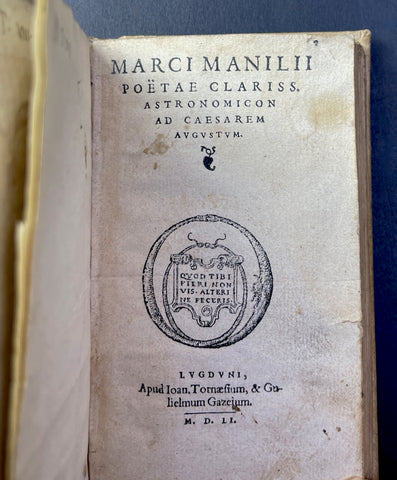 MARCI MANILII
POËTAE CLARISS.
ASTRONOMICON
AD CAESAREM
AVGVSTVM.
QVOD TIBI
FIERI NON
VIS, ALTERI
NE FECERIS
LVGDVNI,
Apud Ioan. Tornæsium, & Gu-
lielmum Gazeium.
M. D. LI.